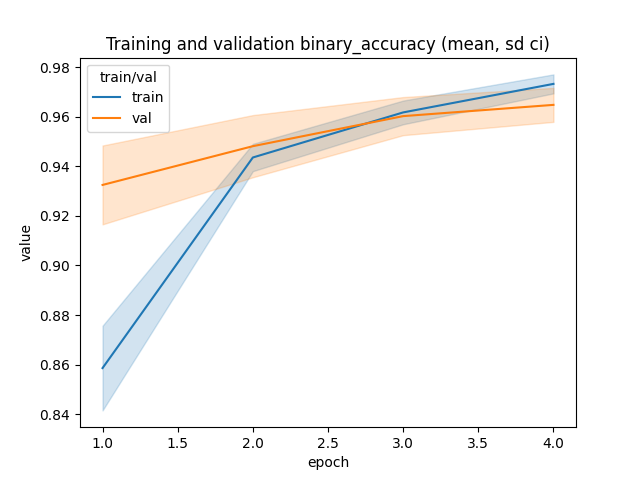 Training and validation binary_accuracy (mean, sd ci)
train/val
train
val
0.98
0.96
0.94
0.92
0.90
0.88
0.86
0.84
value
1.0 1.5 2.0 2.5 3.0 3.5 4.0
epoch